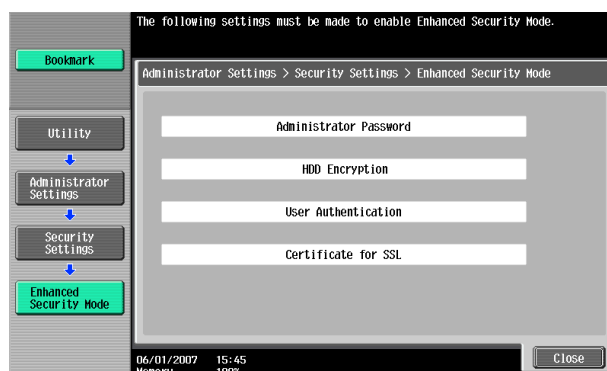 The following settings must be made to enable Enhanced Security Mode.
Bookmark
Administrator Settings > Security Settings > Enhanced Security Mode
Utility
Administrator
Settings
Security
Settings
Enhanced
Security Mode
Administrator Password
HDD Encryption
User Authentication
Certificate for SSL
06/01/2007 15:45
Memory 100%
Close